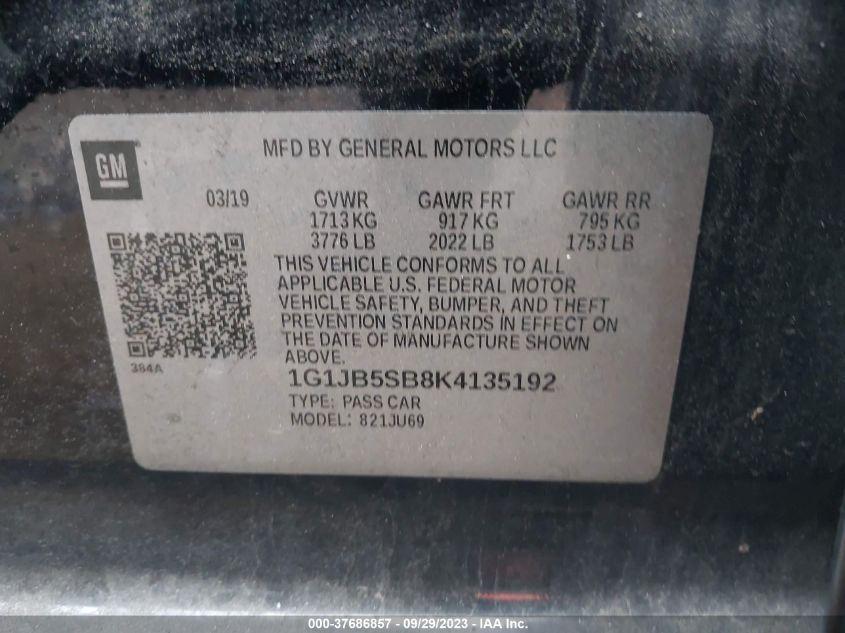 GM
MFD BY GENERAL MOTORS LLC
03/19 GVWR GAWR FRT GAWR RR
1713 KG 917 KG 795 KG
3776 LB 2022 LB 1753 LB
THIS VEHICLE CONFORMS TO ALL
APPLICABLE U.S. FEDERAL MOTOR
VEHICLE SAFETY, BUMPER, AND THEFT
PREVENTION STANDARDS IN EFFECT ON
THE DATE OF MANUFACTURE SHOWN
ABOVE.
384A
1G1JB5SB8K4135192
TYPE: PASS CAR
MODEL: 821JU69
000-37686857 - 09/29/2023 - IAA Inc.